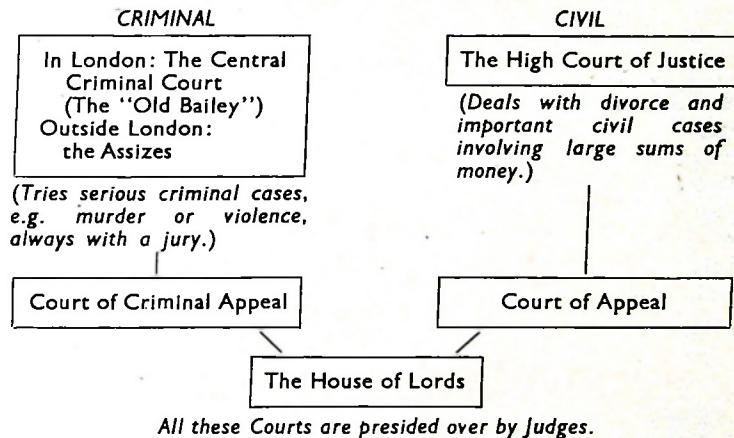 CRIMINAL
In London: The Central
Criminal Court
(The "Old Bailey")
Outside London:
the Assizes
(Tries serious criminal cases,
e.g. murder or violence,
always with a jury.)
Court of Criminal Appeal
CIVIL
The High Court of Justice
(Deals with divorce and
important civil cases
involving large sums of
money.)
Court of Appeal
The House of Lords
All these Courts are presided over by Judges.